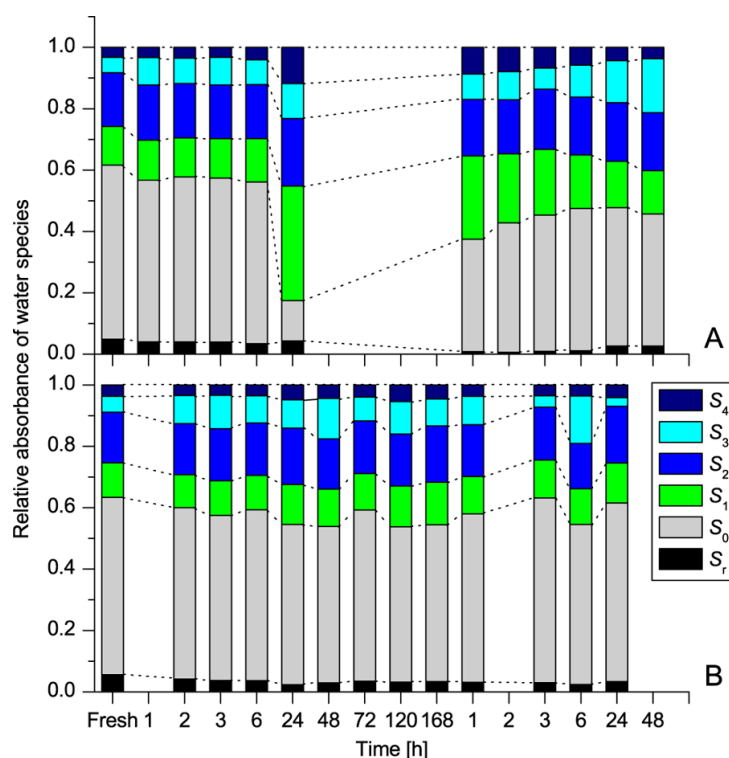 Relative absorbance of water species
1.0
0.8
0.6
0.4
0.2
0.0
A
1.0
0.8
0.6
0.4
0.2
0.0
B
S4
S3
S2
S1
S0
Sr
Fresh 1 2 3 6 24 48 72 120 168 1 2 3 6 24 48
Time [h]